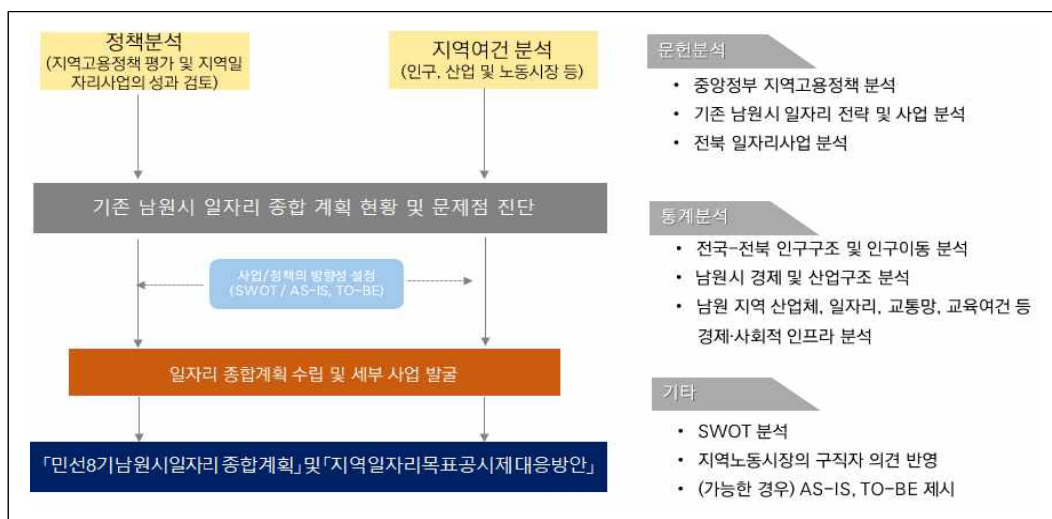 정책분석
(지역고용정책 평가 및 지역일
자리사업의 성과 검토)
지역여건 분석
(인구, 산업 및 노동시장 등)
기존 남원시 일자리 종합 계획 현황 및 문제점 진단
사업/정책의 방향성 설정
(SWOT / AS-IS, TO-BE)
일자리 종합계획 수립 및 세부 사업 발굴
「민선8기남원시일자리종합계획」및「지역일자리목표공시제대응방안」
문헌분석
• 중앙정부 지역고용정책 분석
• 기존 남원시 일자리 전략 및 사업 분석
• 전북 일자리사업 분석
통계분석
• 전국-전북 인구구조 및 인구이동 분석
• 남원시 경제 및 산업구조 분석
• 남원 지역 산업체, 일자리, 교통망, 교육여건 등
경제·사회적 인프라 분석
기타
• SWOT 분석
• 지역노동시장의 구직자 의견 반영
• (가능한 경우) AS-IS, TO-BE 제시